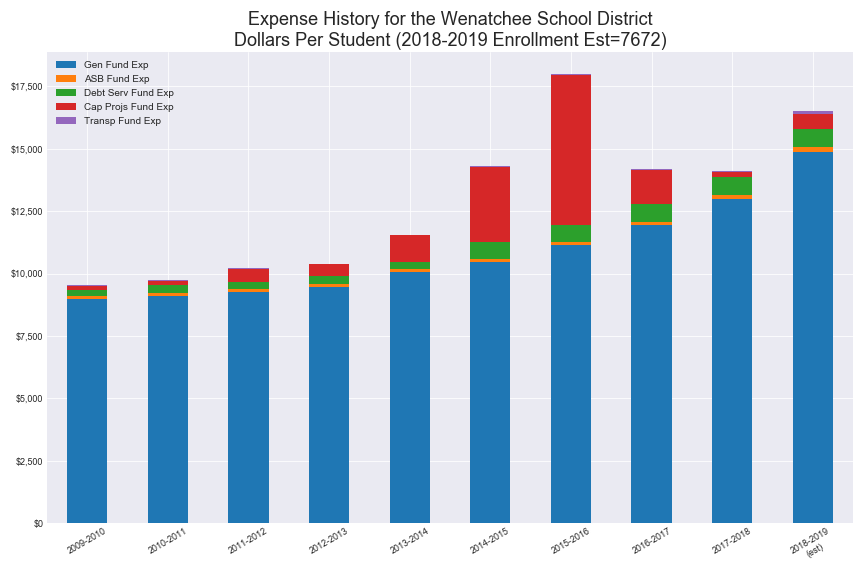 Expense History for the Wenatchee School District
Dollars Per Student (2018-2019 Enrollment Est=7672)
Gen Fund Exp
ASB Fund Exp
Debt Serv Fund Exp
Cap Projs Fund Exp
Transp Fund Exp
$17,500
$15,000
$12,500
$10,000
$7,500
$5,000
$2,500
$0
2009-2010
2010-2011
2011-2012
2012-2013
2013-2014
2014-2015
2015-2016
2016-2017
2017-2018
2018-2019
(est)